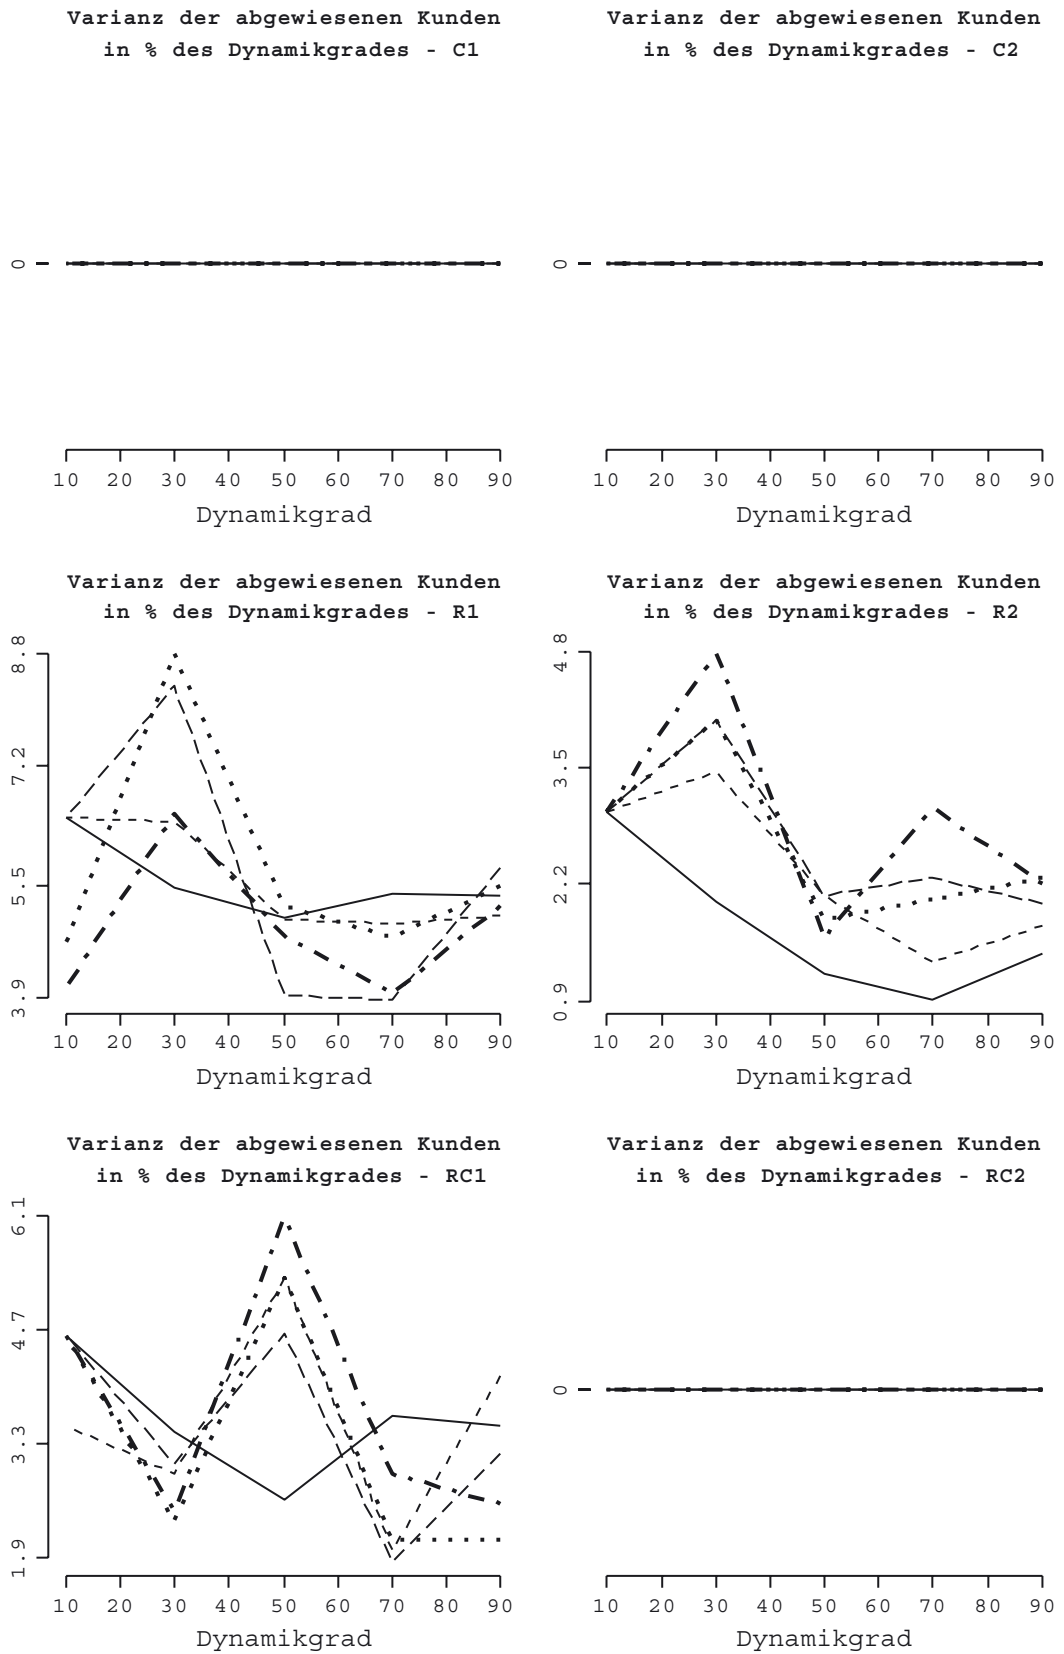 Varianz der abgewiesenen Kunden
in % des Dynamikgrades - C1
0
10 20 30 40 50 60 70 80 90
Dynamikgrad
Varianz der abgewiesenen Kunden
in % des Dynamikgrades - C2
0
10 20 30 40 50 60 70 80 90
Dynamikgrad
Varianz der abgewiesenen Kunden
in % des Dynamikgrades - R1
8.8
7.2
5.5
3.9
10 20 30 40 50 60 70 80 90
Dynamikgrad
Varianz der abgewiesenen Kunden
in % des Dynamikgrades - R2
4.8
3.5
2.2
0.9
10 20 30 40 50 60 70 80 90
Dynamikgrad
Varianz der abgewiesenen Kunden
in % des Dynamikgrades - RC1
6.1
4.7
3.3
1.9
10 20 30 40 50 60 70 80 90
Dynamikgrad
Varianz der abgewiesenen Kunden
in % des Dynamikgrades - RC2
0
10 20 30 40 50 60 70 80 90
Dynamikgrad